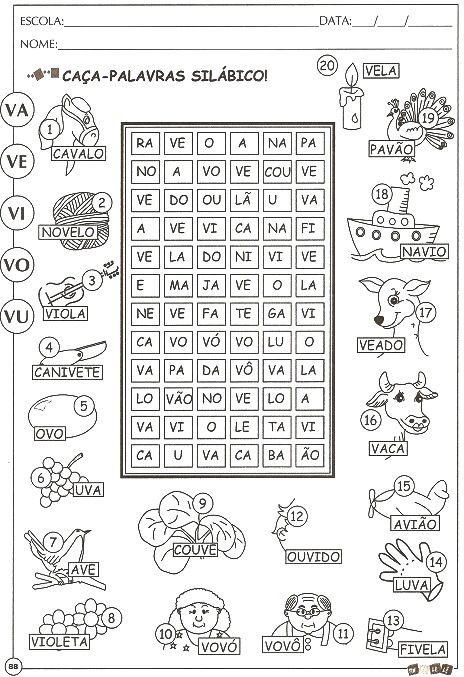 ESCOLA: DATA: / /
NOME:
CAÇA-PALAVRAS SILÁBICO!
VA
VE
VI
VO
VU
1 CAVALO
2 NOVELO
3 VIOLA
4 CANIVETE
5 OVO
6 UVA
7 AVE
8 VIOLETA
RA VE O A NA PA
NO A VO VE COU VE
VE DO OU LÃ U VA
A VE VI CA NA FI
VE LA DO NI VI VE
E MA JA VE O LA
NE VE FA TE GA VI
CA VO VÓ VO LU O
VA PA DA VÔ VA LA
LO VÃO NO VE LO A
VA VI O LE TA VI
CA U VA CA BA ÃO
9 COUVE
10 VOVÓ
11 VOVÔ
12 OUVIDO
13 FIVELA
14 LUVA
15 AVIÃO
16 VACA
17 VEADO
18 NAVIO
19 PAVÃO
20 VELA
88